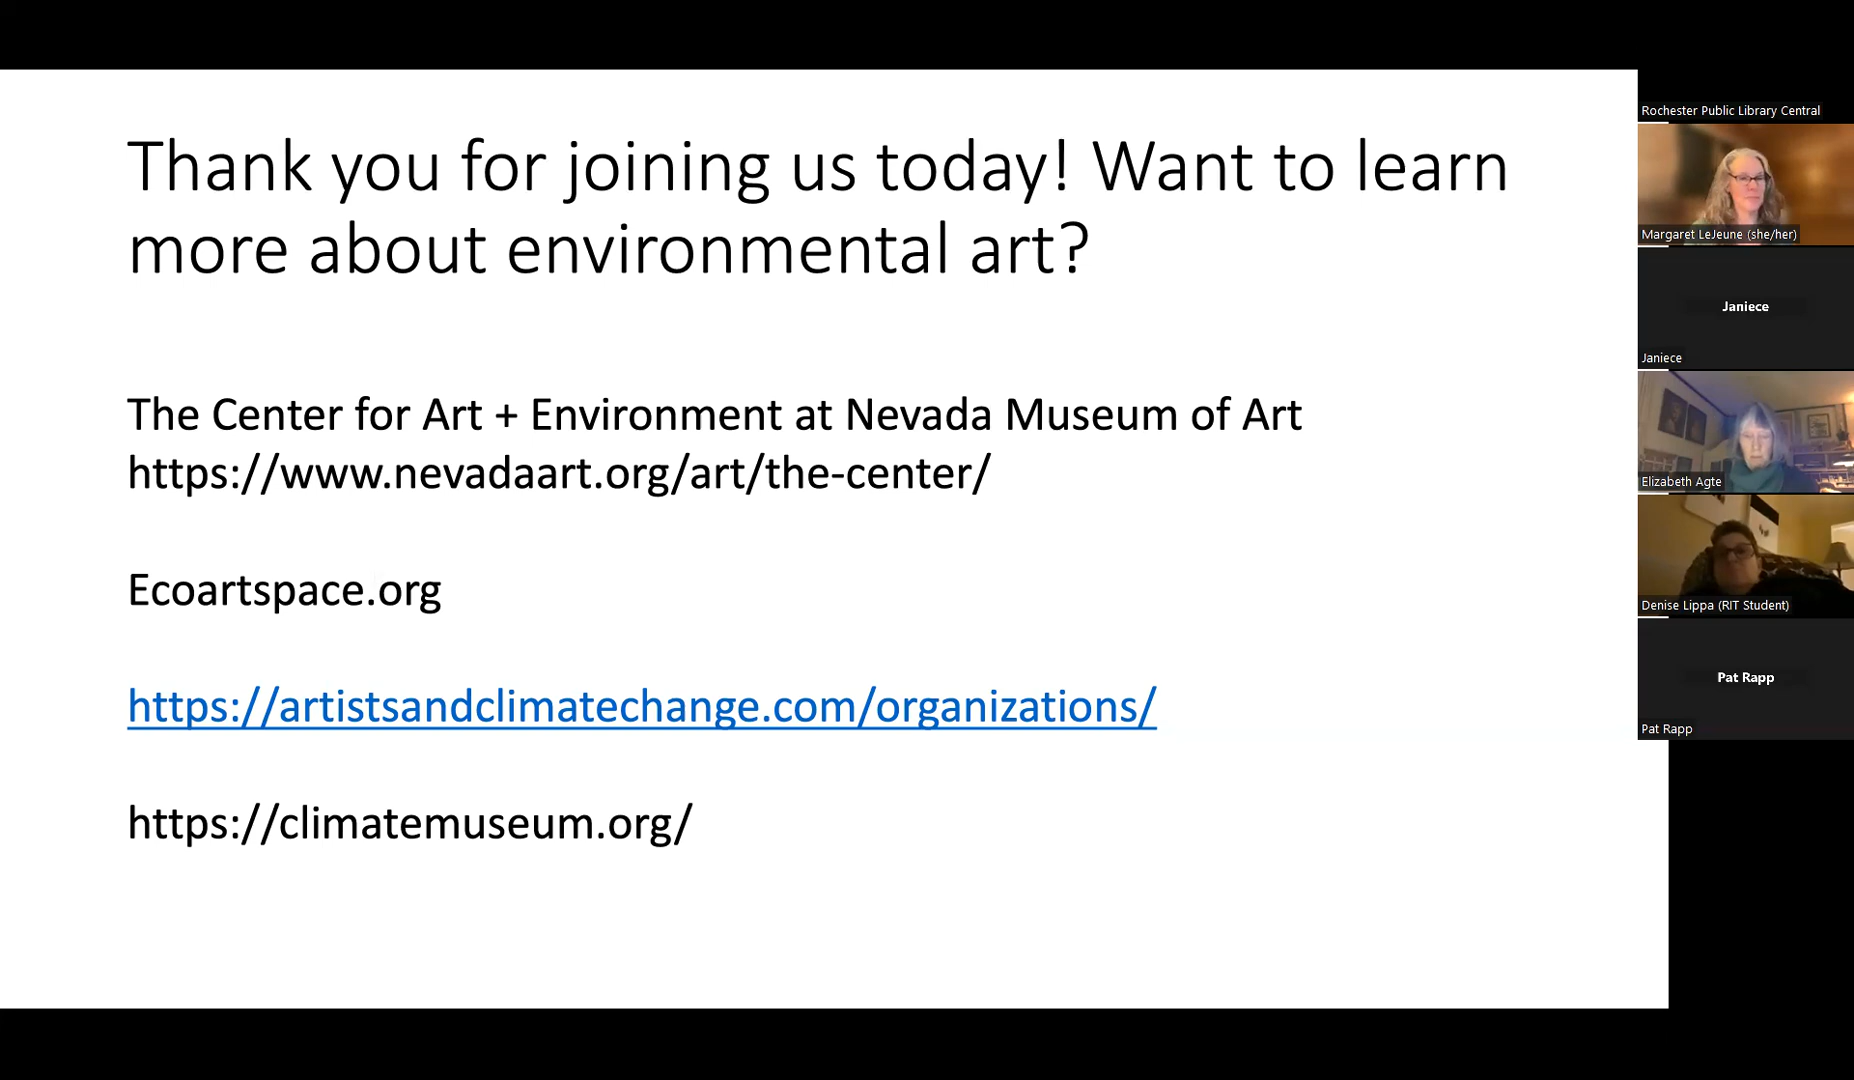 Thank you for joining us today! Want to learn
more about environmental art?
The Center for Art + Environment at Nevada Museum of Art
https://www.nevadaart.org/art/the-center/
Ecoartspace.org
https://artistsandclimatechange.com/organizations/
https://climatemuseum.org/
Rochester Public Library Central
Margaret LeJeune (she/her)
Janiece
Janiece
Elizabeth Agte
Denise Lippa (RIT Student)
Pat Rapp
Pat Rapp